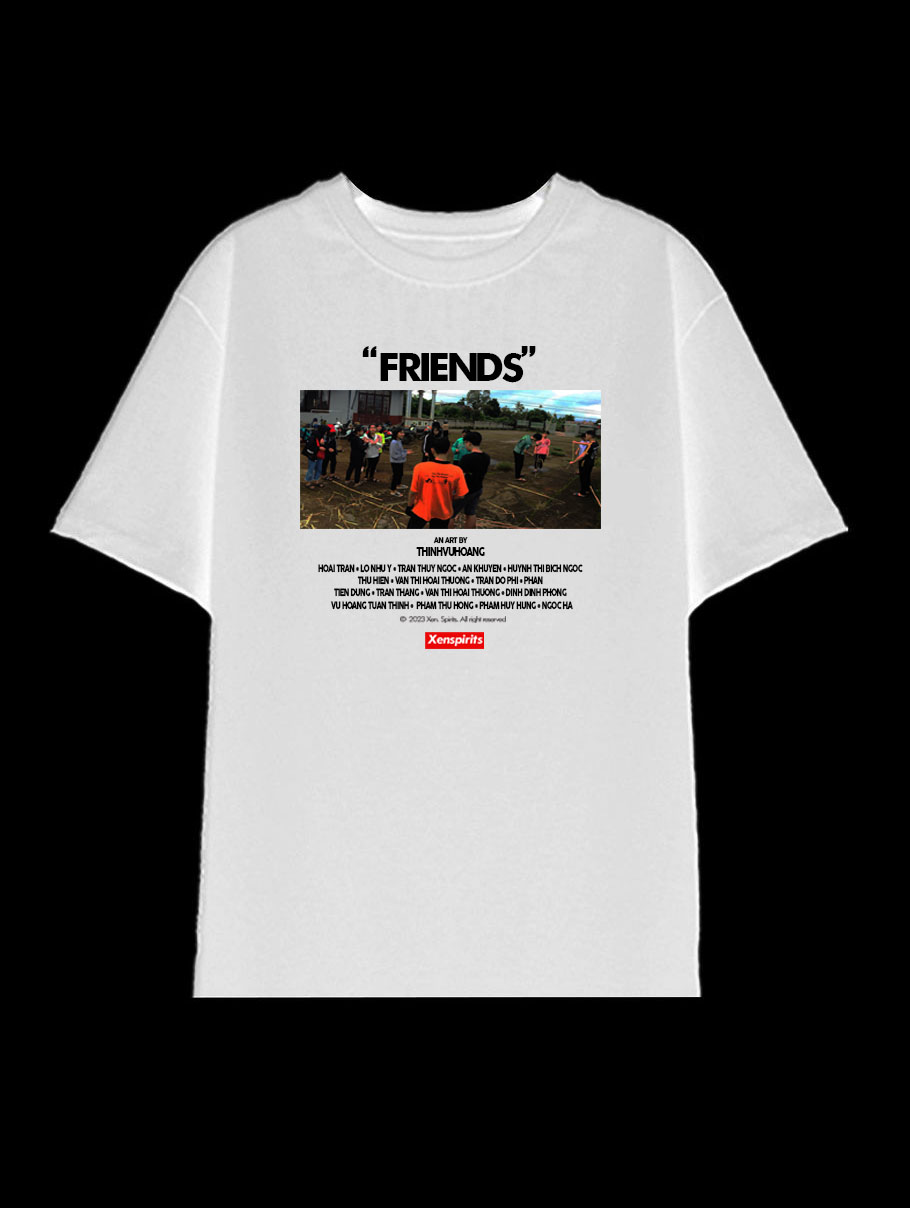 “FRIENDS”
AN ART BY
THINHVUHOANG
HOAI TRAN • LO NHU Y • TRAN THUY NGOC • AN KHUYEN • HUYNH THI BICH NGOC
THU HIEN • VAN THI HOAI THUONG • TRAN DO PHI • PHAN
TIEN DUNG • TRAN THANG • VAN THI HOAI THUONG • DINH DINH PHONG
VU HOANG TUAN THINH • PHAM THU HONG • PHAM HUY HUNG • NGOC HA
© 2023 Xen. Spirits. All right reserved
Xenspirits